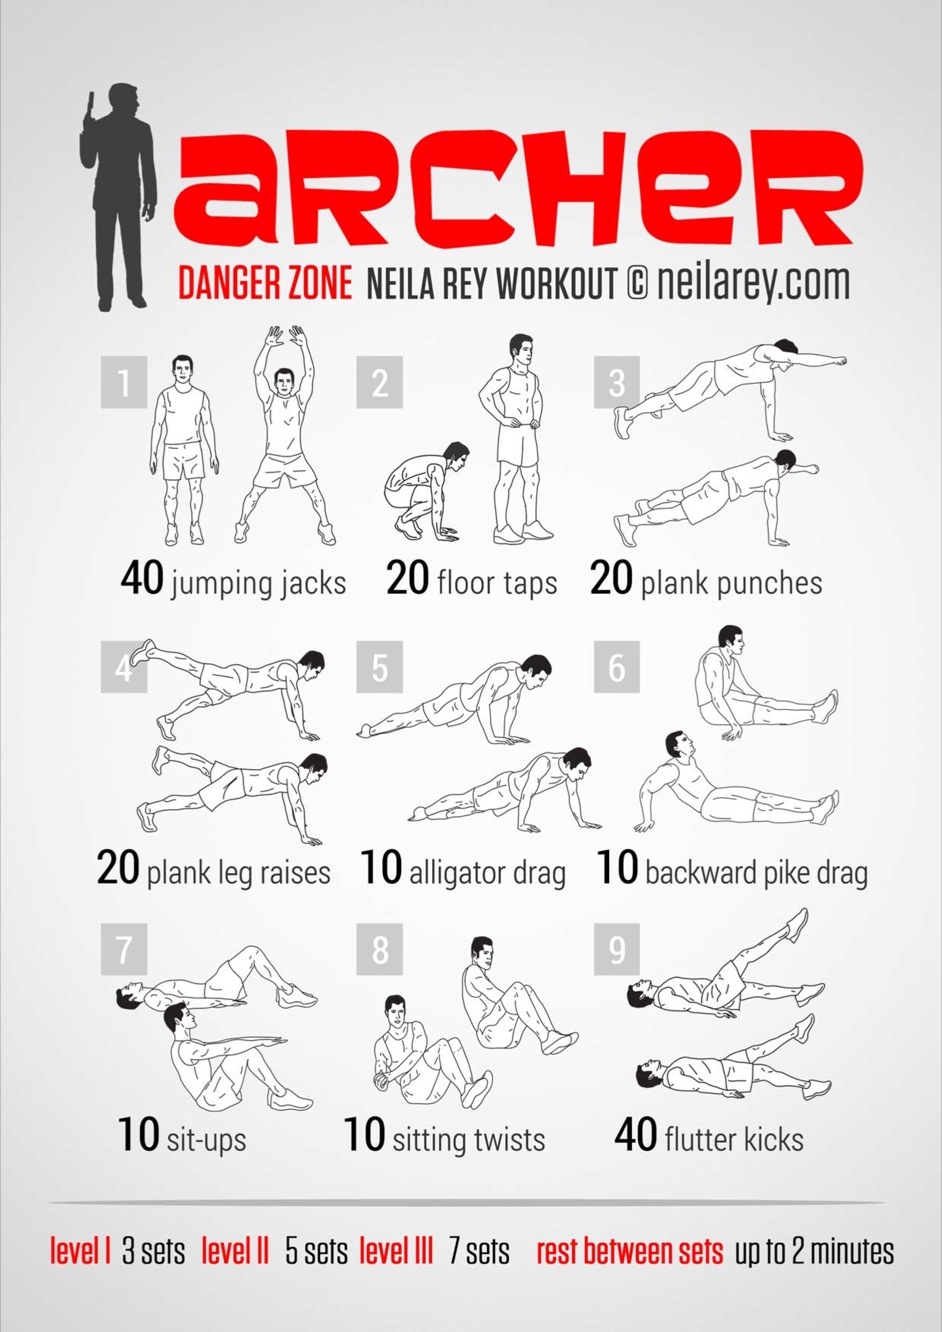 aRCHeR
DANGER ZONE NEILA REY WORKOUT © neilarey.com
1
2
3
40 jumping jacks
20 floor taps
20 plank punches
4
5
6
20 plank leg raises
10 alligator drag
10 backward pike drag
7
8
9
10 sit-ups
10 sitting twists
40 flutter kicks
level I 3 sets level II 5 sets level III 7 sets rest between sets up to 2 minutes